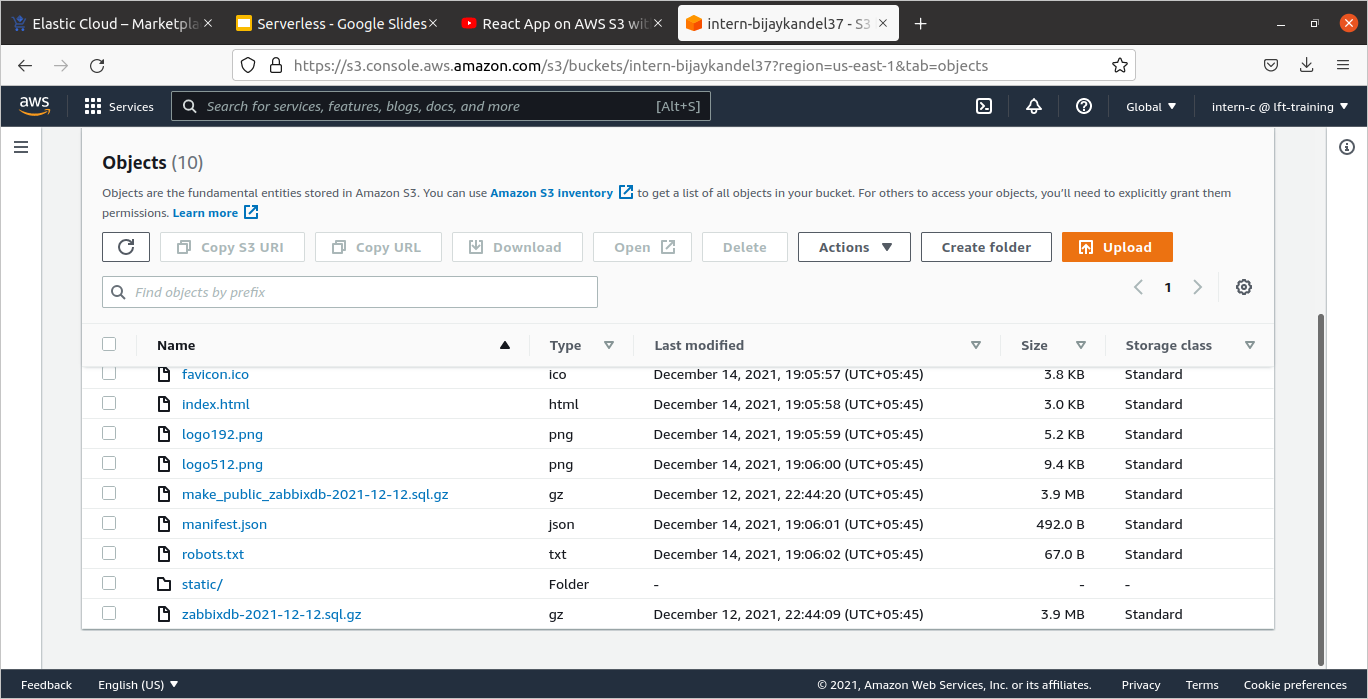 Elastic Cloud – Marketpla
Serverless - Google Slides
React App on AWS S3 wit
intern-bijaykandel37 - S3
https://s3.console.aws.amazon.com/s3/buckets/intern-bijaykandel37?region=us-east-1&tab=objects
aws Services Search for services, features, blogs, docs, and more [Alt+S] Global intern-c @ lft-training
Objects (10)
Objects are the fundamental entities stored in Amazon S3. You can use Amazon S3 inventory to get a list of all objects in your bucket. For others to access your objects, you’ll need to explicitly grant them
permissions. Learn more
Copy S3 URI Copy URL Download Open Delete Actions Create folder Upload
Find objects by prefix 1
Name Type Last modified Size Storage class
favicon.ico ico December 14, 2021, 19:05:57 (UTC+05:45) 3.8 KB Standard
index.html html December 14, 2021, 19:05:58 (UTC+05:45) 3.0 KB Standard
logo192.png png December 14, 2021, 19:05:59 (UTC+05:45) 5.2 KB Standard
logo512.png png December 14, 2021, 19:06:00 (UTC+05:45) 9.4 KB Standard
make_public_zabbixdb-2021-12-12.sql.gz gz December 12, 2021, 22:44:20 (UTC+05:45) 3.9 MB Standard
manifest.json json December 14, 2021, 19:06:01 (UTC+05:45) 492.0 B Standard
robots.txt txt December 14, 2021, 19:06:02 (UTC+05:45) 67.0 B Standard
static/ Folder - - -
zabbixdb-2021-12-12.sql.gz gz December 12, 2021, 22:44:09 (UTC+05:45) 3.9 MB Standard
Feedback English (US) © 2021, Amazon Web Services, Inc. or its affiliates. Privacy Terms Cookie preferences